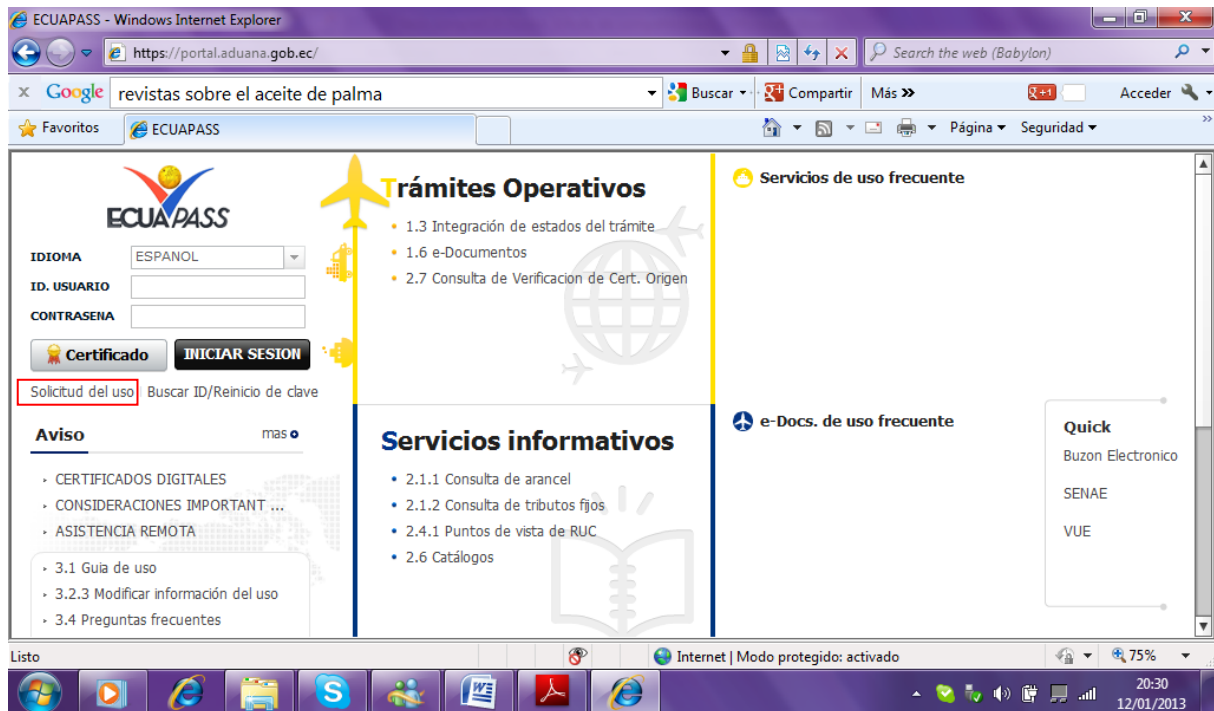 ECUAPASS - Windows Internet Explorer
https://portal.aduana.gob.ec/
Search the web (Babylon)
x Google revistas sobre el aceite de palma Buscar Compartir Más >> +1 Acceder
Favoritos ECUAPASS Página Seguridad >>
ECUAPASS
IDIOMA ESPANOL
ID. USUARIO
CONTRASENA
Certificado INICIAR SESION
Solicitud del uso Buscar ID/Reinicio de clave
Aviso mas
CERTIFICADOS DIGITALES
CONSIDERACIONES IMPORTANT ...
ASISTENCIA REMOTA
3.1 Guia de uso
3.2.3 Modificar información del uso
3.4 Preguntas frecuentes
Trámites Operativos
1.3 Integración de estados del trámite
1.6 e-Documentos
2.7 Consulta de Verificacion de Cert. Origen
Servicios informativos
2.1.1 Consulta de arancel
2.1.2 Consulta de tributos fijos
2.4.1 Puntos de vista de RUC
2.6 Catálogos
Servicios de uso frecuente
e-Docs. de uso frecuente
Quick
Buzon Electronico
SENAE
VUE
Listo Internet | Modo protegido: activado 75%
20:30
12/01/2013